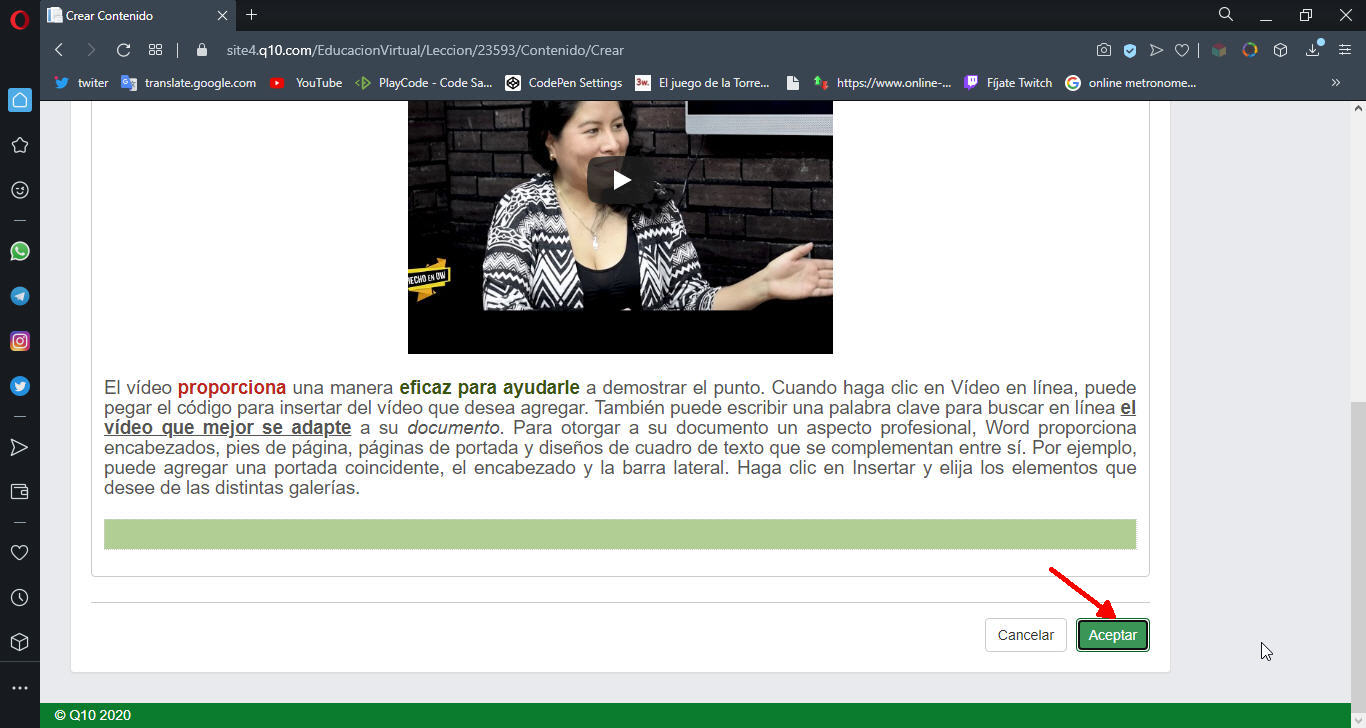 Crear Contenido
site4.q10.com/EducacionVirtual/Leccion/23593/Contenido/Crear
twiter translate.google.com YouTube PlayCode - Code Sa... CodePen Settings 3w. El juego de la Torre... https://www.online-... Fíjate Twitch online metronome...
HECHO EN OW
El vídeo proporciona una manera eficaz para ayudarle a demostrar el punto. Cuando haga clic en Vídeo en línea, puede
pegar el código para insertar del vídeo que desea agregar. También puede escribir una palabra clave para buscar en línea el
vídeo que mejor se adapte a su documento. Para otorgar a su documento un aspecto profesional, Word proporciona
encabezados, pies de página, páginas de portada y diseños de cuadro de texto que se complementan entre sí. Por ejemplo,
puede agregar una portada coincidente, el encabezado y la barra lateral. Haga clic en Insertar y elija los elementos que
desee de las distintas galerías.
Cancelar Aceptar
© Q10 2020